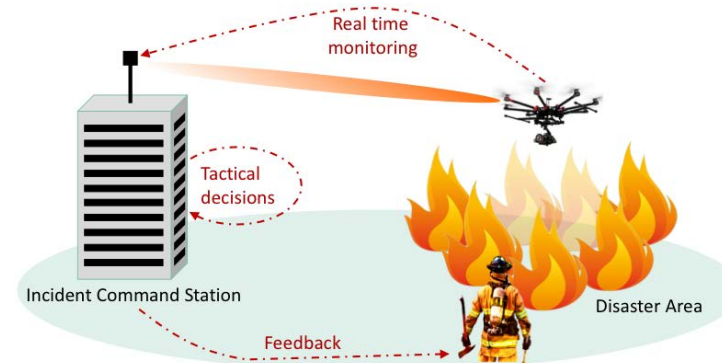 Real time
monitoring
Tactical
decisions
Incident Command Station
Disaster Area
Feedback